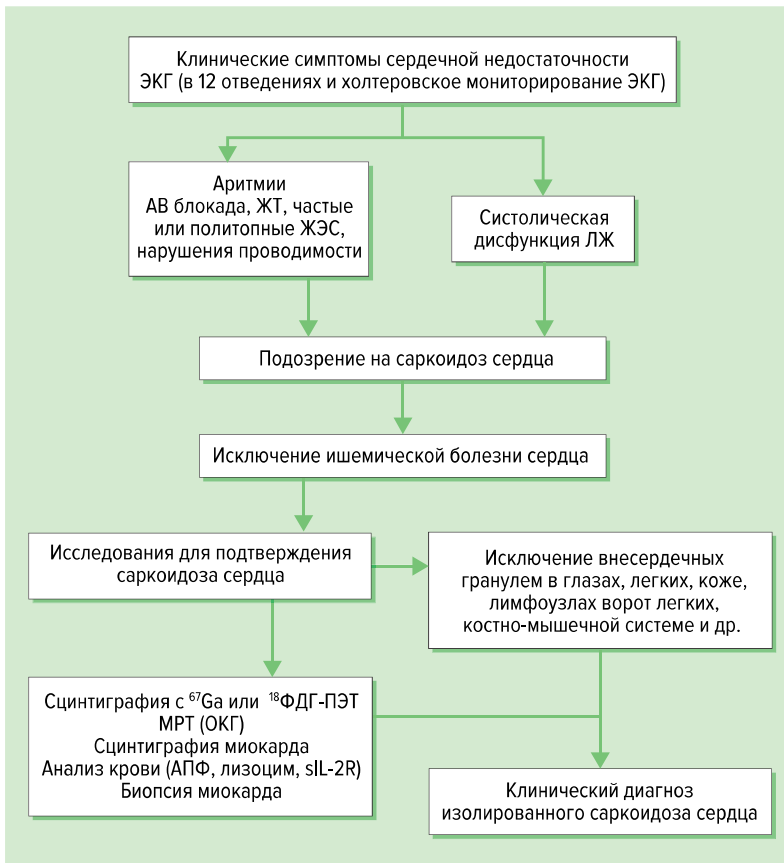 Клинические симптомы сердечной недостаточности
ЭКГ (в 12 отведениях и холтеровское мониторирование ЭКГ)
Аритмии
АВ блокада, ЖТ, частые
или политопные ЖЭС,
нарушения проводимости
Систолическая
дисфункция ЛЖ
Подозрение на саркоидоз сердца
Исключение ишемической болезни сердца
Исследования для подтверждения
саркоидоза сердца
Исключение внесердечных
гранулем в глазах, легких, коже,
лимфоузлах ворот легких,
костно-мышечной системе и др.
Сцинтиграфия с ⁶⁷Ga или ¹⁸ФДГ-ПЭТ
МРТ (ОКГ)
Сцинтиграфия миокарда
Анализ крови (АПФ, лизоцим, sIL-2R)
Биопсия миокарда
Клинический диагноз
изолированного саркоидоза сердца